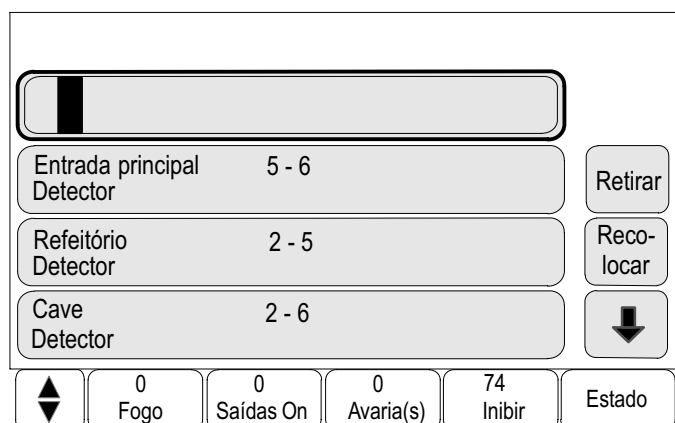 Entrada principal 5 - 6
Detector
Retirar
Refeitório 2 - 5
Detector
Reco-
locar
Cave 2 - 6
Detector
0 0 0 74
Fogo Saídas On Avaria(s) Inibir Estado